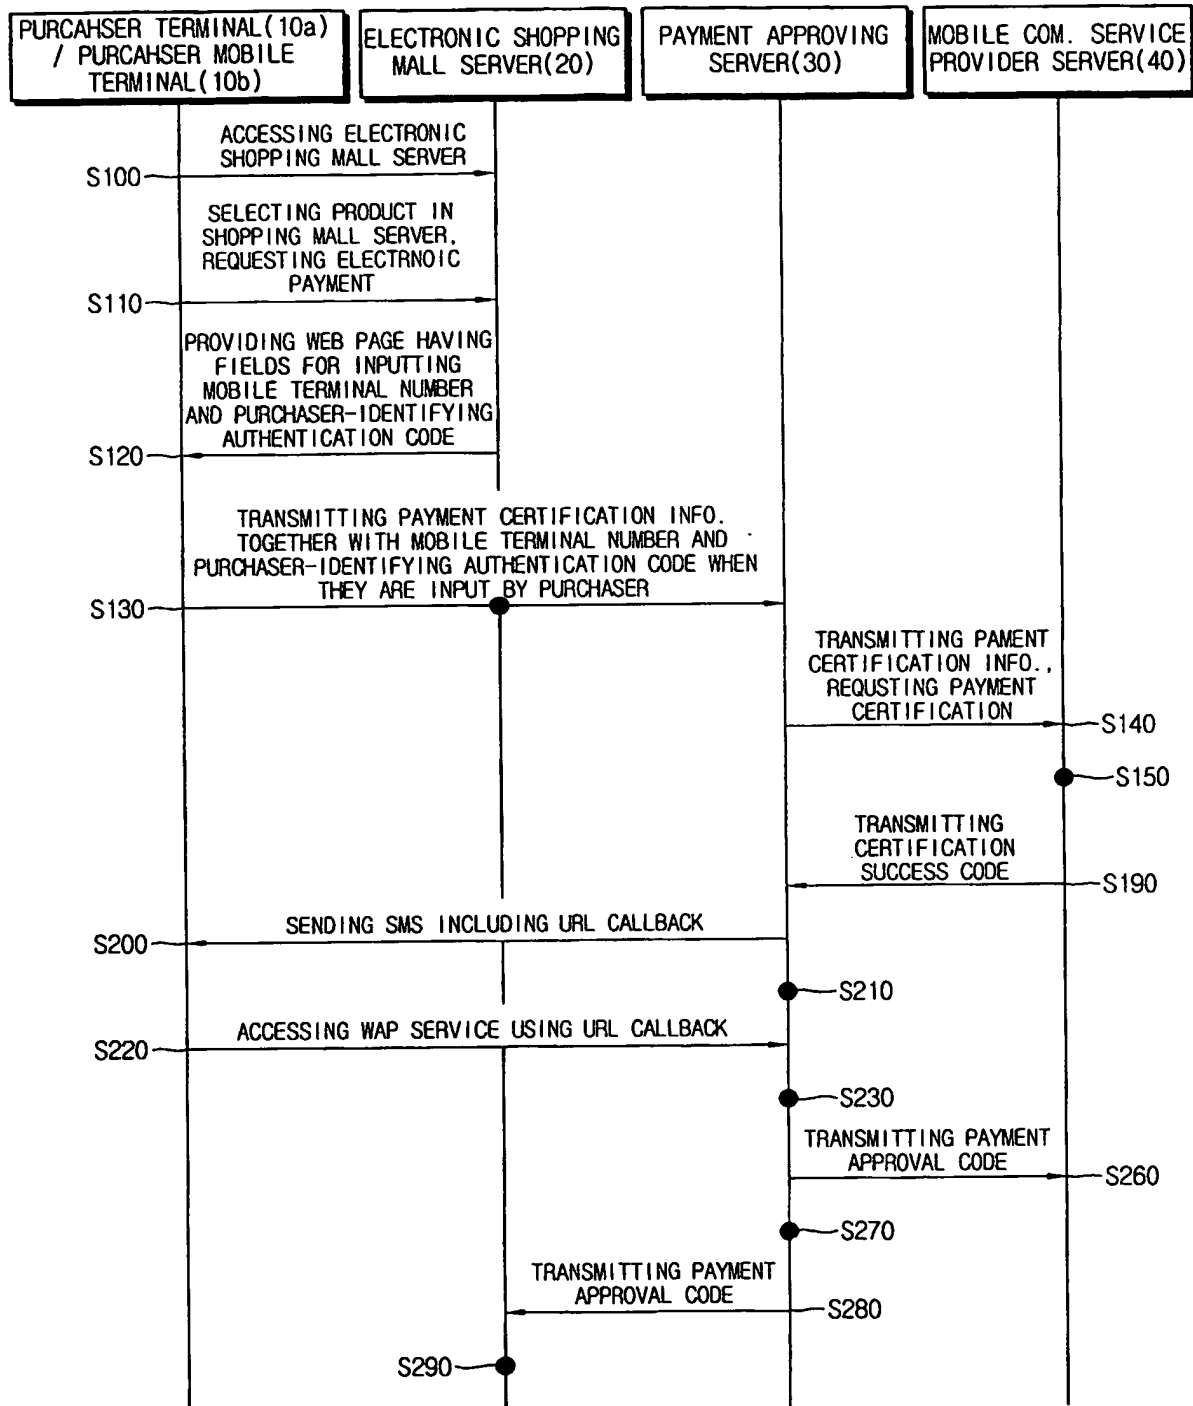 PURCAHSER TERMINAL(10a)
/ PURCAHSER MOBILE
TERMINAL(10b)
ELECTRONIC SHOPPING
MALL SERVER(20)
PAYMENT APPROVING
SERVER(30)
MOBILE COM. SERVICE
PROVIDER SERVER(40)
ACCESSING ELECTRONIC
SHOPPING MALL SERVER
S100
SELECTING PRODUCT IN
SHOPPING MALL SERVER,
REQUESTING ELECTRNOIC
PAYMENT
S110
PROVIDING WEB PAGE HAVING
FIELDS FOR INPUTTING
MOBILE TERMINAL NUMBER
AND PURCHASER-IDENTIFYING
AUTHENTICATION CODE
S120
TRANSMITTING PAYMENT CERTIFICATION INFO.
TOGETHER WITH MOBILE TERMINAL NUMBER AND
PURCHASER-IDENTIFYING AUTHENTICATION CODE WHEN
THEY ARE INPUT BY PURCHASER
S130
TRANSMITTING PAMENT
CERTIFICATION INFO.,
REQUSTING PAYMENT
CERTIFICATION
S140
S150
TRANSMITTING
CERTIFICATION
SUCCESS CODE
S190
SENDING SMS INCLUDING URL CALLBACK
S200
S210
ACCESSING WAP SERVICE USING URL CALLBACK
S220
S230
TRANSMITTING PAYMENT
APPROVAL CODE
S260
S270
TRANSMITTING PAYMENT
APPROVAL CODE
S280
S290